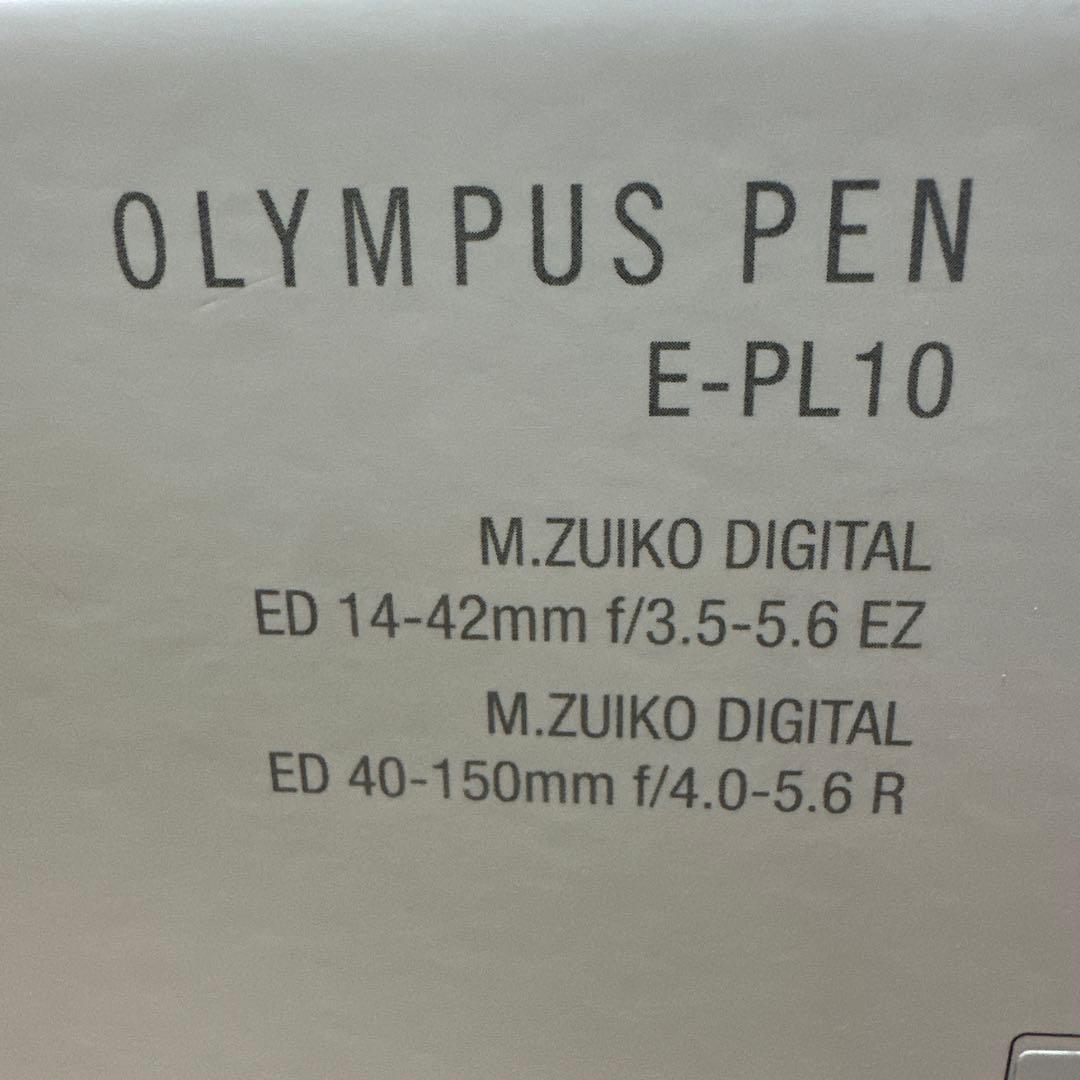 OLYMPUS PEN
E-PL10
M.ZUIKO DIGITAL
ED 14-42mm f/3.5-5.6 EZ
M.ZUIKO DIGITAL
ED 40-150mm f/4.0-5.6 R